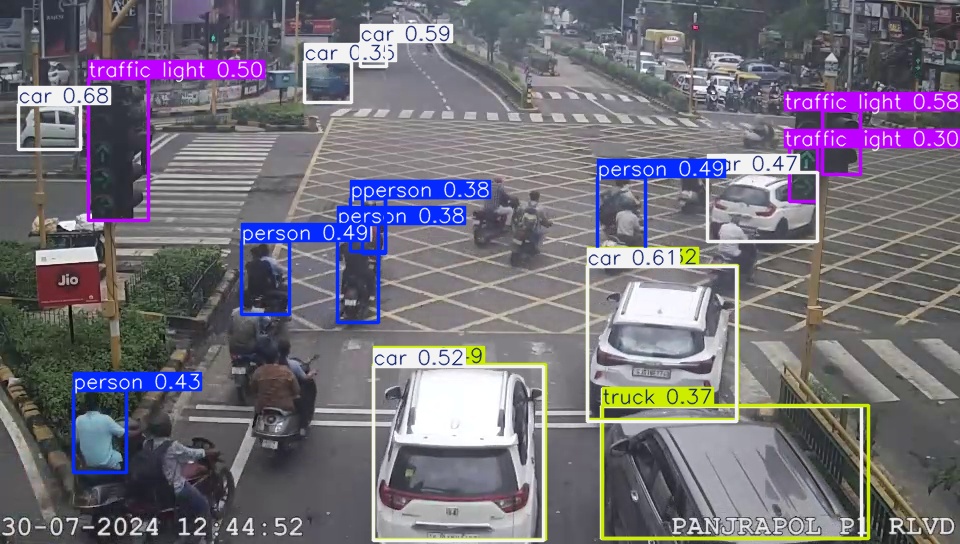 car 0.59
car 0.35
traffic light 0.50
car 0.68
traffic light 0.58
traffic light 0.30
car 0.47
person 0.49
pperson 0.38
person 0.38
person 0.49
car 0.61
Jio
car 0.52
person 0.43
truck 0.37
30-07-2024 12:44:52
PANJRAPOL P1 RLVD